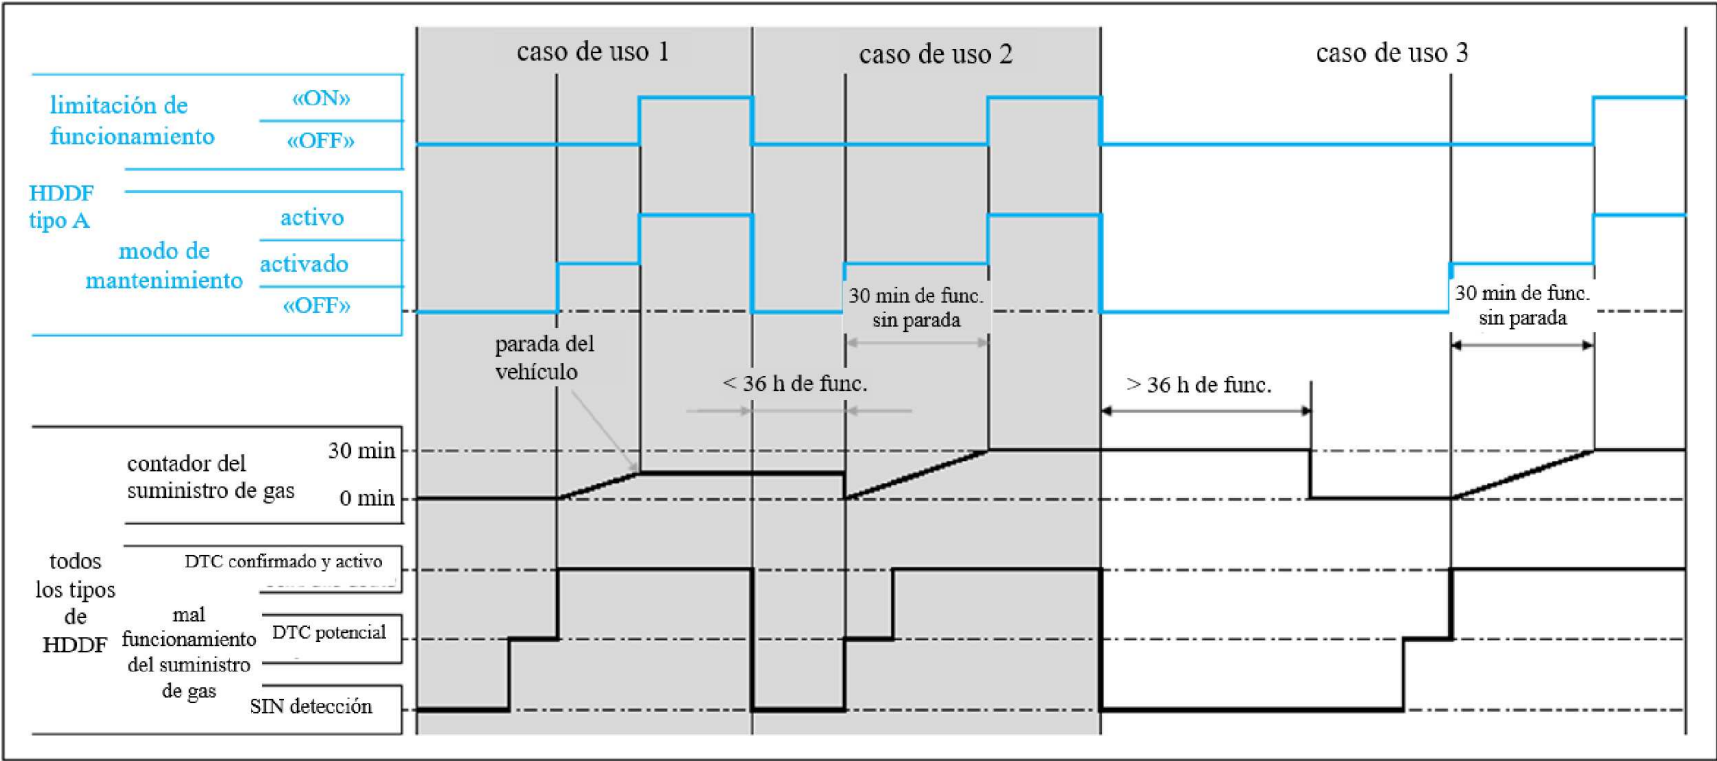 caso de uso 1
caso de uso 2
caso de uso 3
limitación de
funcionamiento
«ON»
«OFF»
HDDF
tipo A
modo de
mantenimiento
activo
activado
«OFF»
30 min de func.
sin parada
30 min de func.
sin parada
parada del
vehículo
< 36 h de func.
> 36 h de func.
contador del
suministro de gas
30 min
0 min
todos
los tipos
de
HDDF
mal
funcionamiento
del suministro
de gas
DTC confirmado y activo
DTC potencial
SIN detección